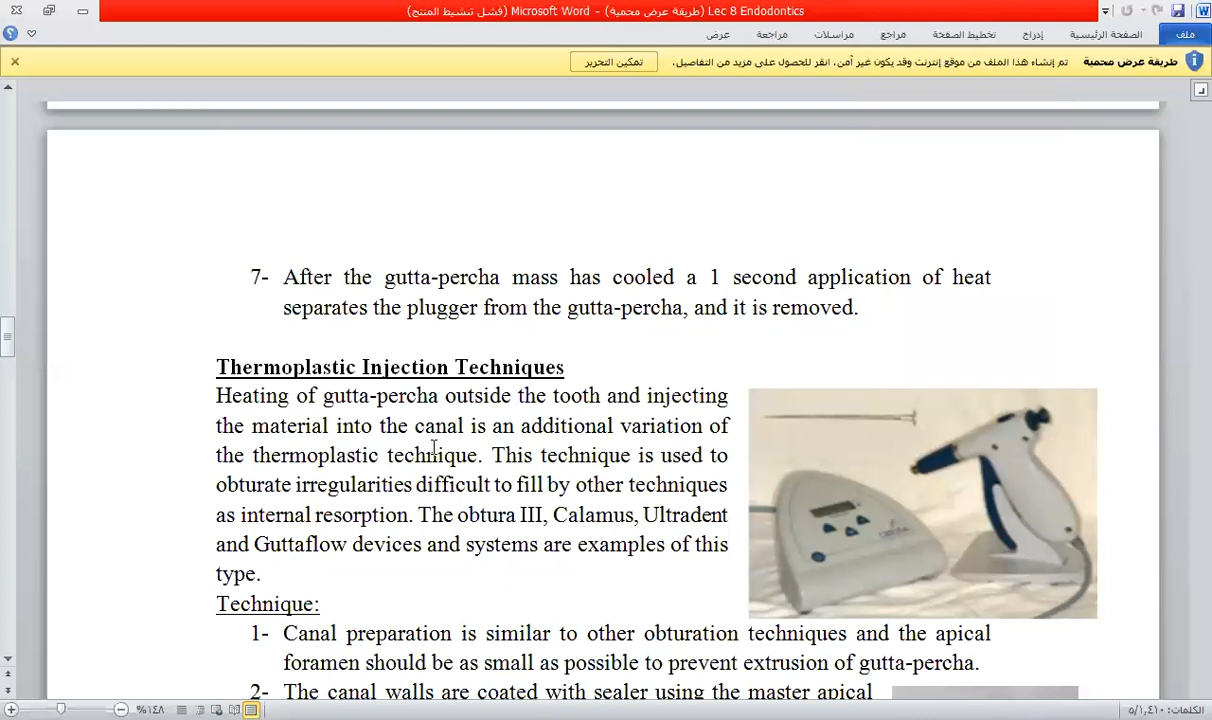 Lec 8 Endodontics (طريقة عرض محمية) - Microsoft Word (فشل تنشيط المنتج)
ملف الصفحة الرئيسية إدراج تخطيط الصفحة مراجع مراسلات مراجعة عرض
طريقة عرض محمية تم إنشاء هذا الملف من موقع إنترنت وقد يكون غير آمن. انقر للحصول على مزيد من التفاصيل. تمكين التحرير
7- After the gutta-percha mass has cooled a 1 second application of heat
separates the plugger from the gutta-percha, and it is removed.
Thermoplastic Injection Techniques
Heating of gutta-percha outside the tooth and injecting
the material into the canal is an additional variation of
the thermoplastic technique. This technique is used to
obturate irregularities difficult to fill by other techniques
as internal resorption. The obtura III, Calamus, Ultradent
and Guttaflow devices and systems are examples of this
type.
Technique:
1- Canal preparation is similar to other obturation techniques and the apical
foramen should be as small as possible to prevent extrusion of gutta-percha.
2- The canal walls are coated with sealer using the master apical
الكلمات: ٥/١,٤١٠
٪١٤٨